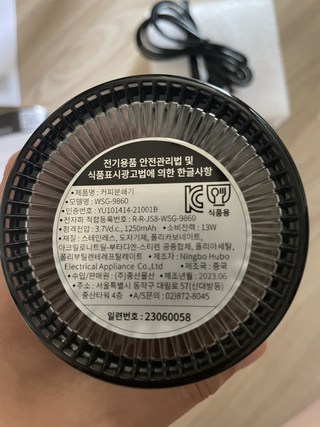 전기용품 안전관리법 및
식품표시광고법에 의한 한글사항
• 제품명 : 커피분쇄기
• 모델명 : WSG-9860
• 인증번호 : YU101414-21001B
• 전자파 적합등록번호 : R-R-JS8-WSG-9860
• 정격전압 : 3.7Vd.c., 1250mAh • 소비전력 : 13W
• 재질 : 스테인레스, 도자기제, 폴리카보네이트,
아크릴로니트릴-부타디엔-스티렌 공중합체, 폴리아세탈,
폴리부틸렌테레프탈레이트 • 제조자 : Ningbo Hubo
Electrical Appliance Co.,Ltd • 제조국 : 중국
• 수입/판매원 : (주)중산물산 • 제조년월 : 2023.06
• 주소 : 서울특별시 동작구 대림로 57(신대방동)
중산타워 4층 • A/S문의 : 02)872-8045
KC
식품용
일련번호 : 23060058